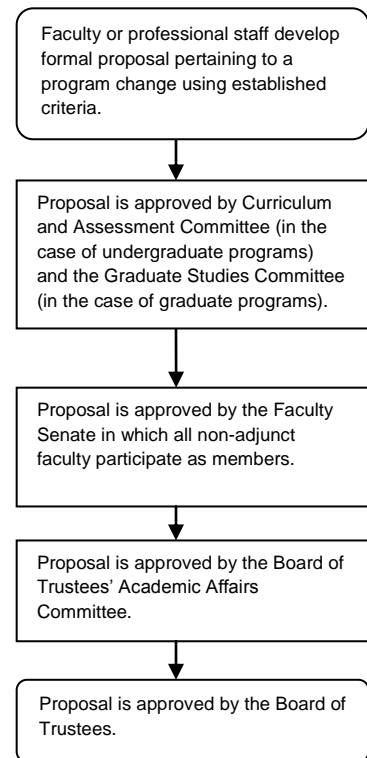 Faculty or professional staff develop
formal proposal pertaining to a
program change using established
criteria.
Proposal is approved by Curriculum
and Assessment Committee (in the
case of undergraduate programs)
and the Graduate Studies Committee
(in the case of graduate programs).
Proposal is approved by the Faculty
Senate in which all non-adjunct
faculty participate as members.
Proposal is approved by the Board of
Trustees’ Academic Affairs
Committee.
Proposal is approved by the Board of
Trustees.